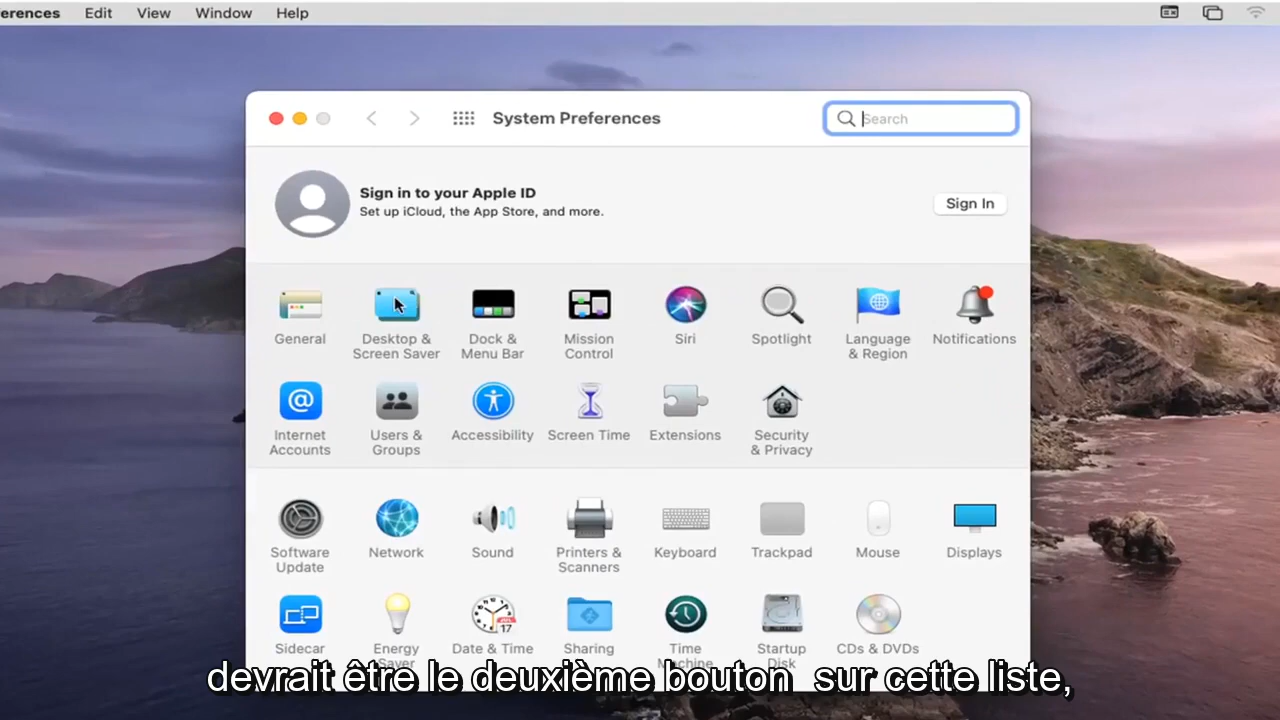 erences Edit View Window Help
System Preferences
Search
Sign in to your Apple ID
Set up iCloud, the App Store, and more.
Sign In
General
Desktop &
Screen Saver
Dock &
Menu Bar
Mission
Control
Siri
Spotlight
Language
& Region
Notifications
Internet
Accounts
Users &
Groups
Accessibility
Screen Time
Extensions
Security
& Privacy
Software
Update
Network
Sound
Printers &
Scanners
Keyboard
Trackpad
Mouse
Displays
Sidecar
Energy
Saver
Date & Time
Sharing
Time
Machine
Startup
Disk
CDs & DVDs
devrait être le deuxième bouton sur cette liste,